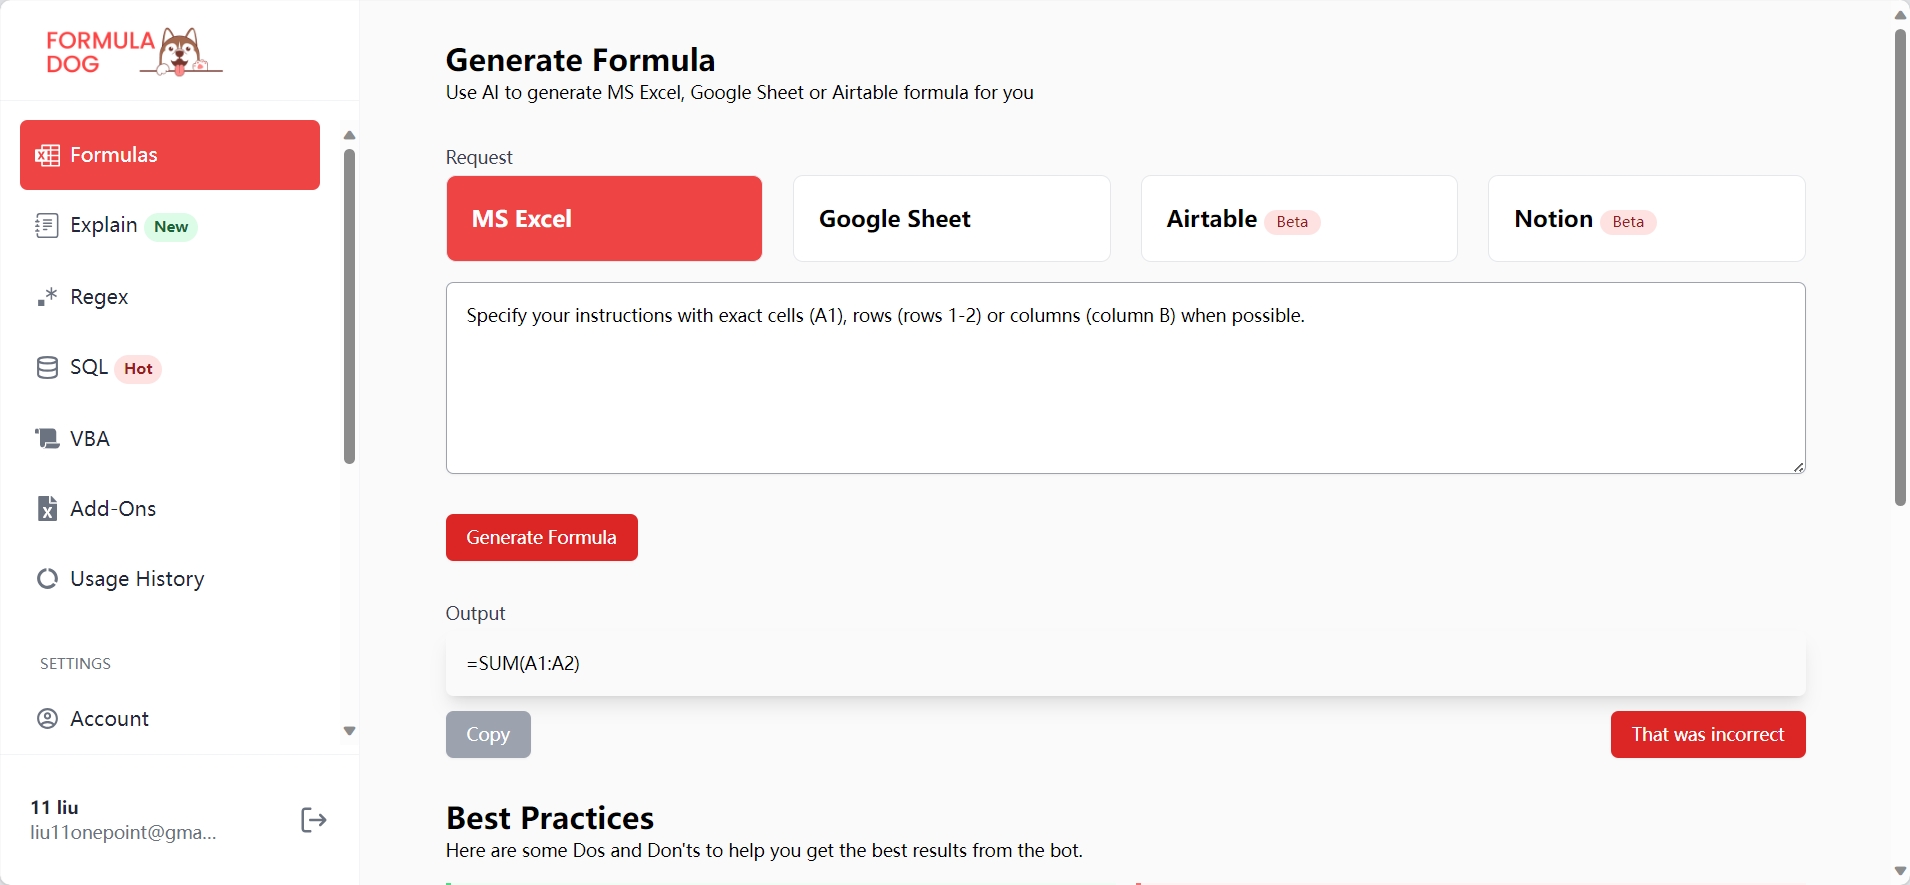 FORMULA
DOG
Formulas
Explain New
Regex
SQL Hot
VBA
Add-Ons
Usage History
SETTINGS
Account
11 liu
liu11onepoint@gma...
Generate Formula
Use AI to generate MS Excel, Google Sheet or Airtable formula for you
Request
MS Excel
Google Sheet
Airtable Beta
Notion Beta
Specify your instructions with exact cells (A1), rows (rows 1-2) or columns (column B) when possible.
Generate Formula
Output
=SUM(A1:A2)
Copy
That was incorrect
Best Practices
Here are some Dos and Don'ts to help you get the best results from the bot.